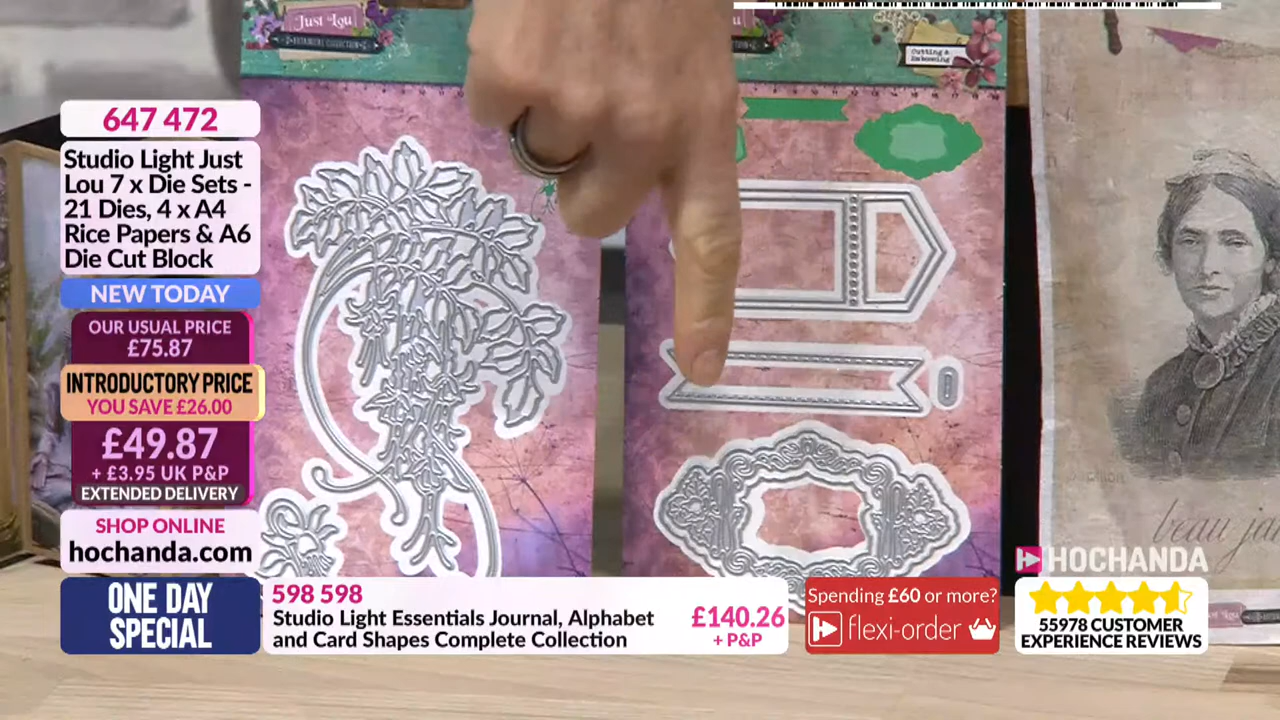 Just Lou
Cutting &
Embossing
647 472
Studio Light Just
Lou 7 x Die Sets -
21 Dies, 4 x A4
Rice Papers & A6
Die Cut Block
NEW TODAY
OUR USUAL PRICE
£75.87
INTRODUCTORY PRICE
YOU SAVE £26.00
£49.87
+ £3.95 UK P&P
EXTENDED DELIVERY
SHOP ONLINE
hochanda.com
beau
HOCHANDA
ONE DAY
SPECIAL
598 598
Studio Light Essentials Journal, Alphabet
and Card Shapes Complete Collection
£140.26
+ P&P
Spending £60 or more?
flexi-order
55978 CUSTOMER
EXPERIENCE REVIEWS